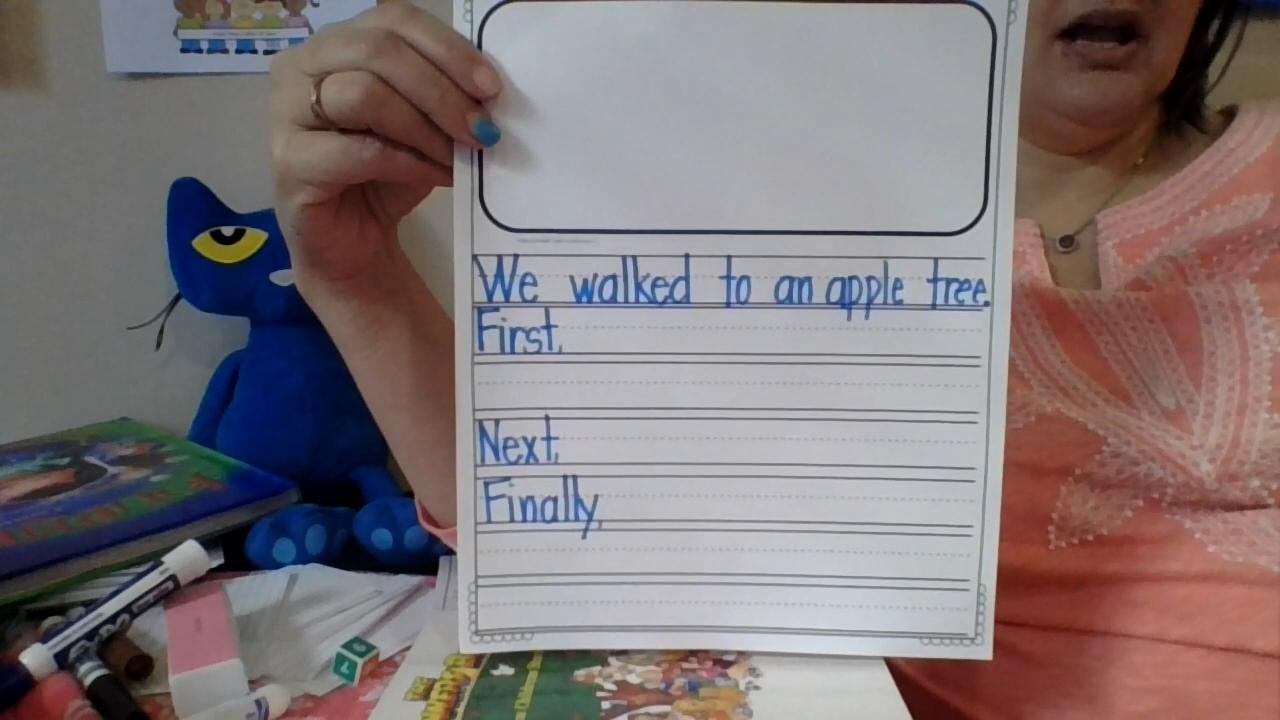 We walked to an apple tree.
First,
Next,
Finally,